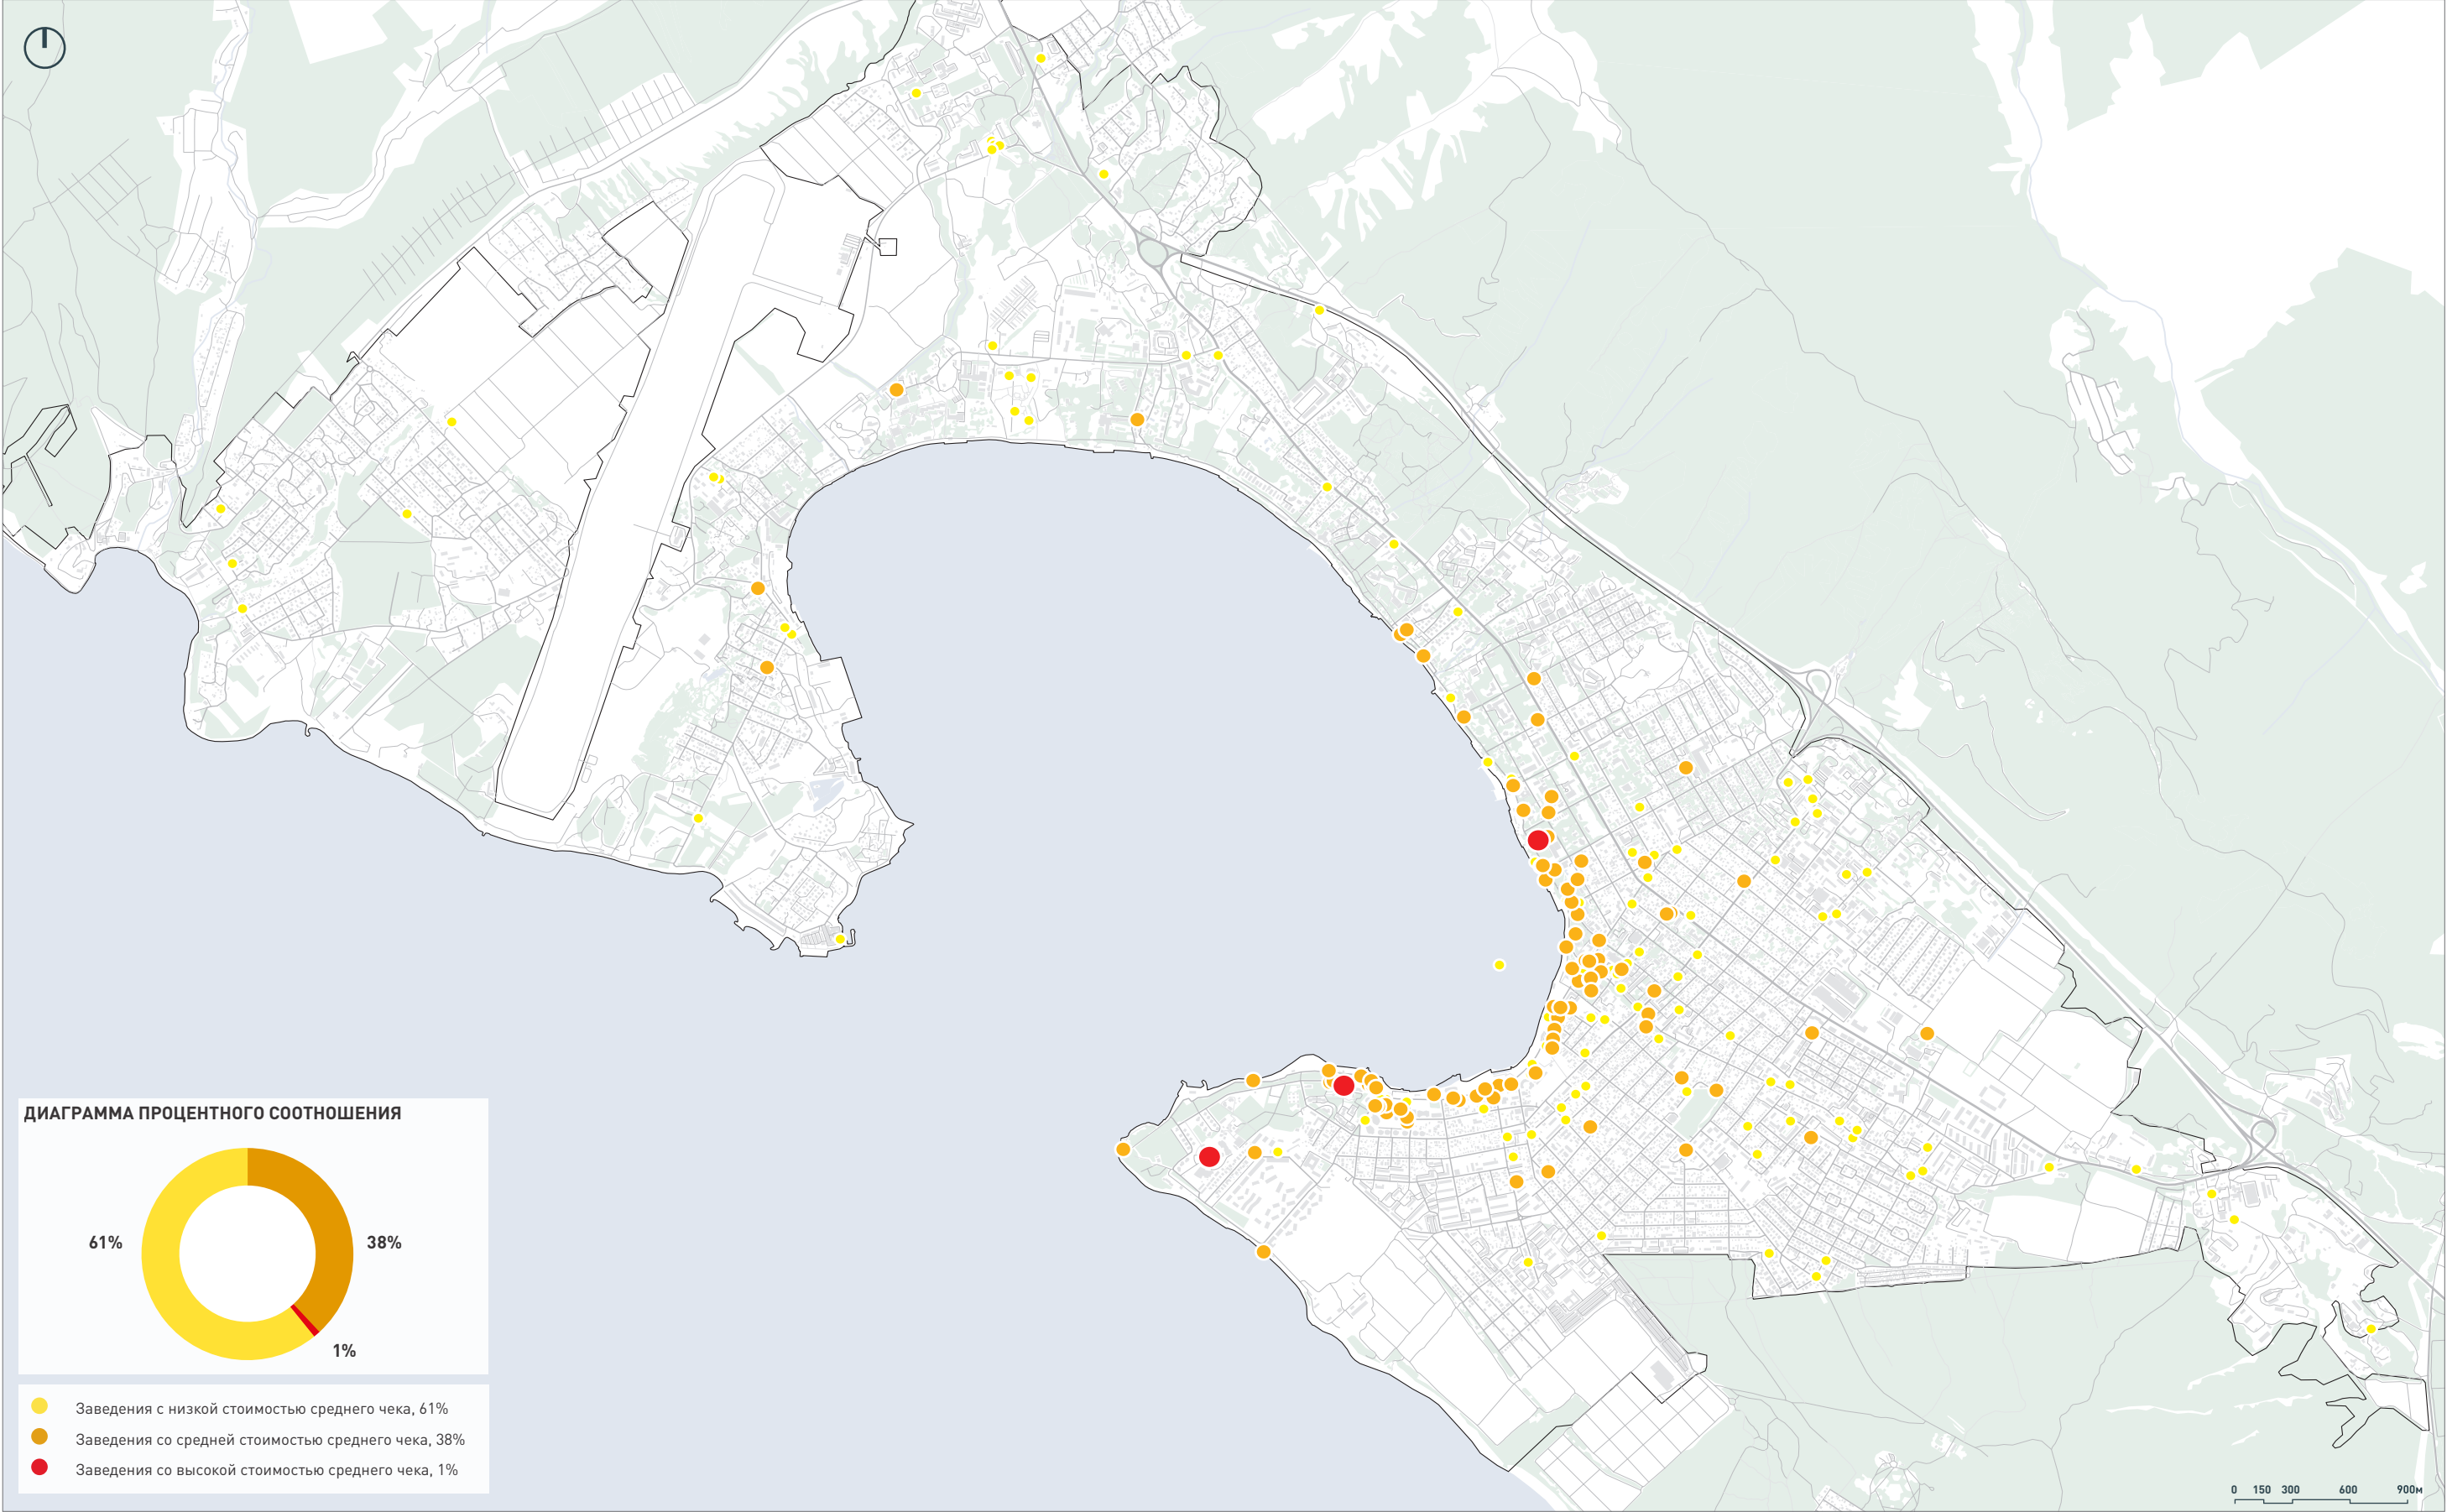 ДИАГРАММА ПРОЦЕНТНОГО СООТНОШЕНИЯ
61%
38%
1%
Заведения с низкой стоимостью среднего чека, 61%
Заведения со средней стоимостью среднего чека, 38%
Заведения со высокой стоимостью среднего чека, 1%
0 150 300 600 900м